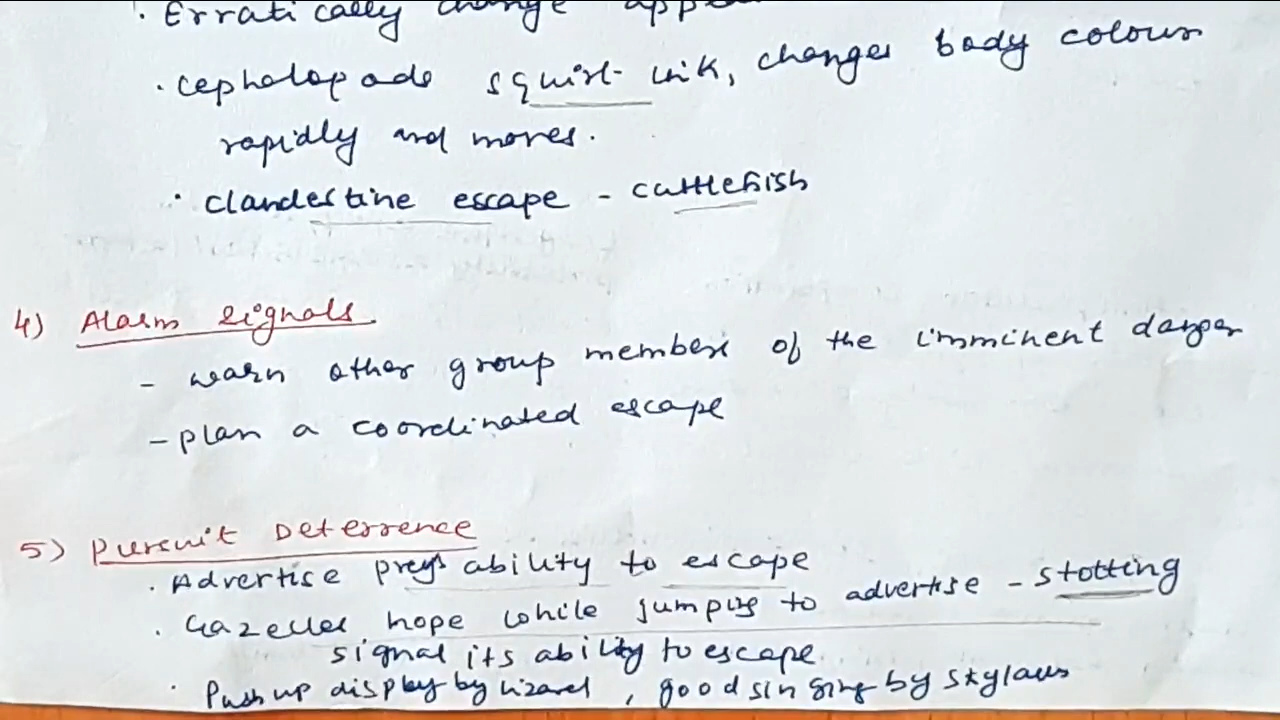 · Erratically change
· Cephalopods squirt ink, changes body colour
rapidly and moves.
· clandestine escape - cuttlefish
4) Alarm signals.
- warn other group members of the imminent danger
- plan a coordinated escape
5) Pursuit Deterrence
· Advertise preys ability to escape
· Gazelles hope while jumping to advertise - stotting
signal its ability to escape.
· Push up display by lizard, good singing by skylarks